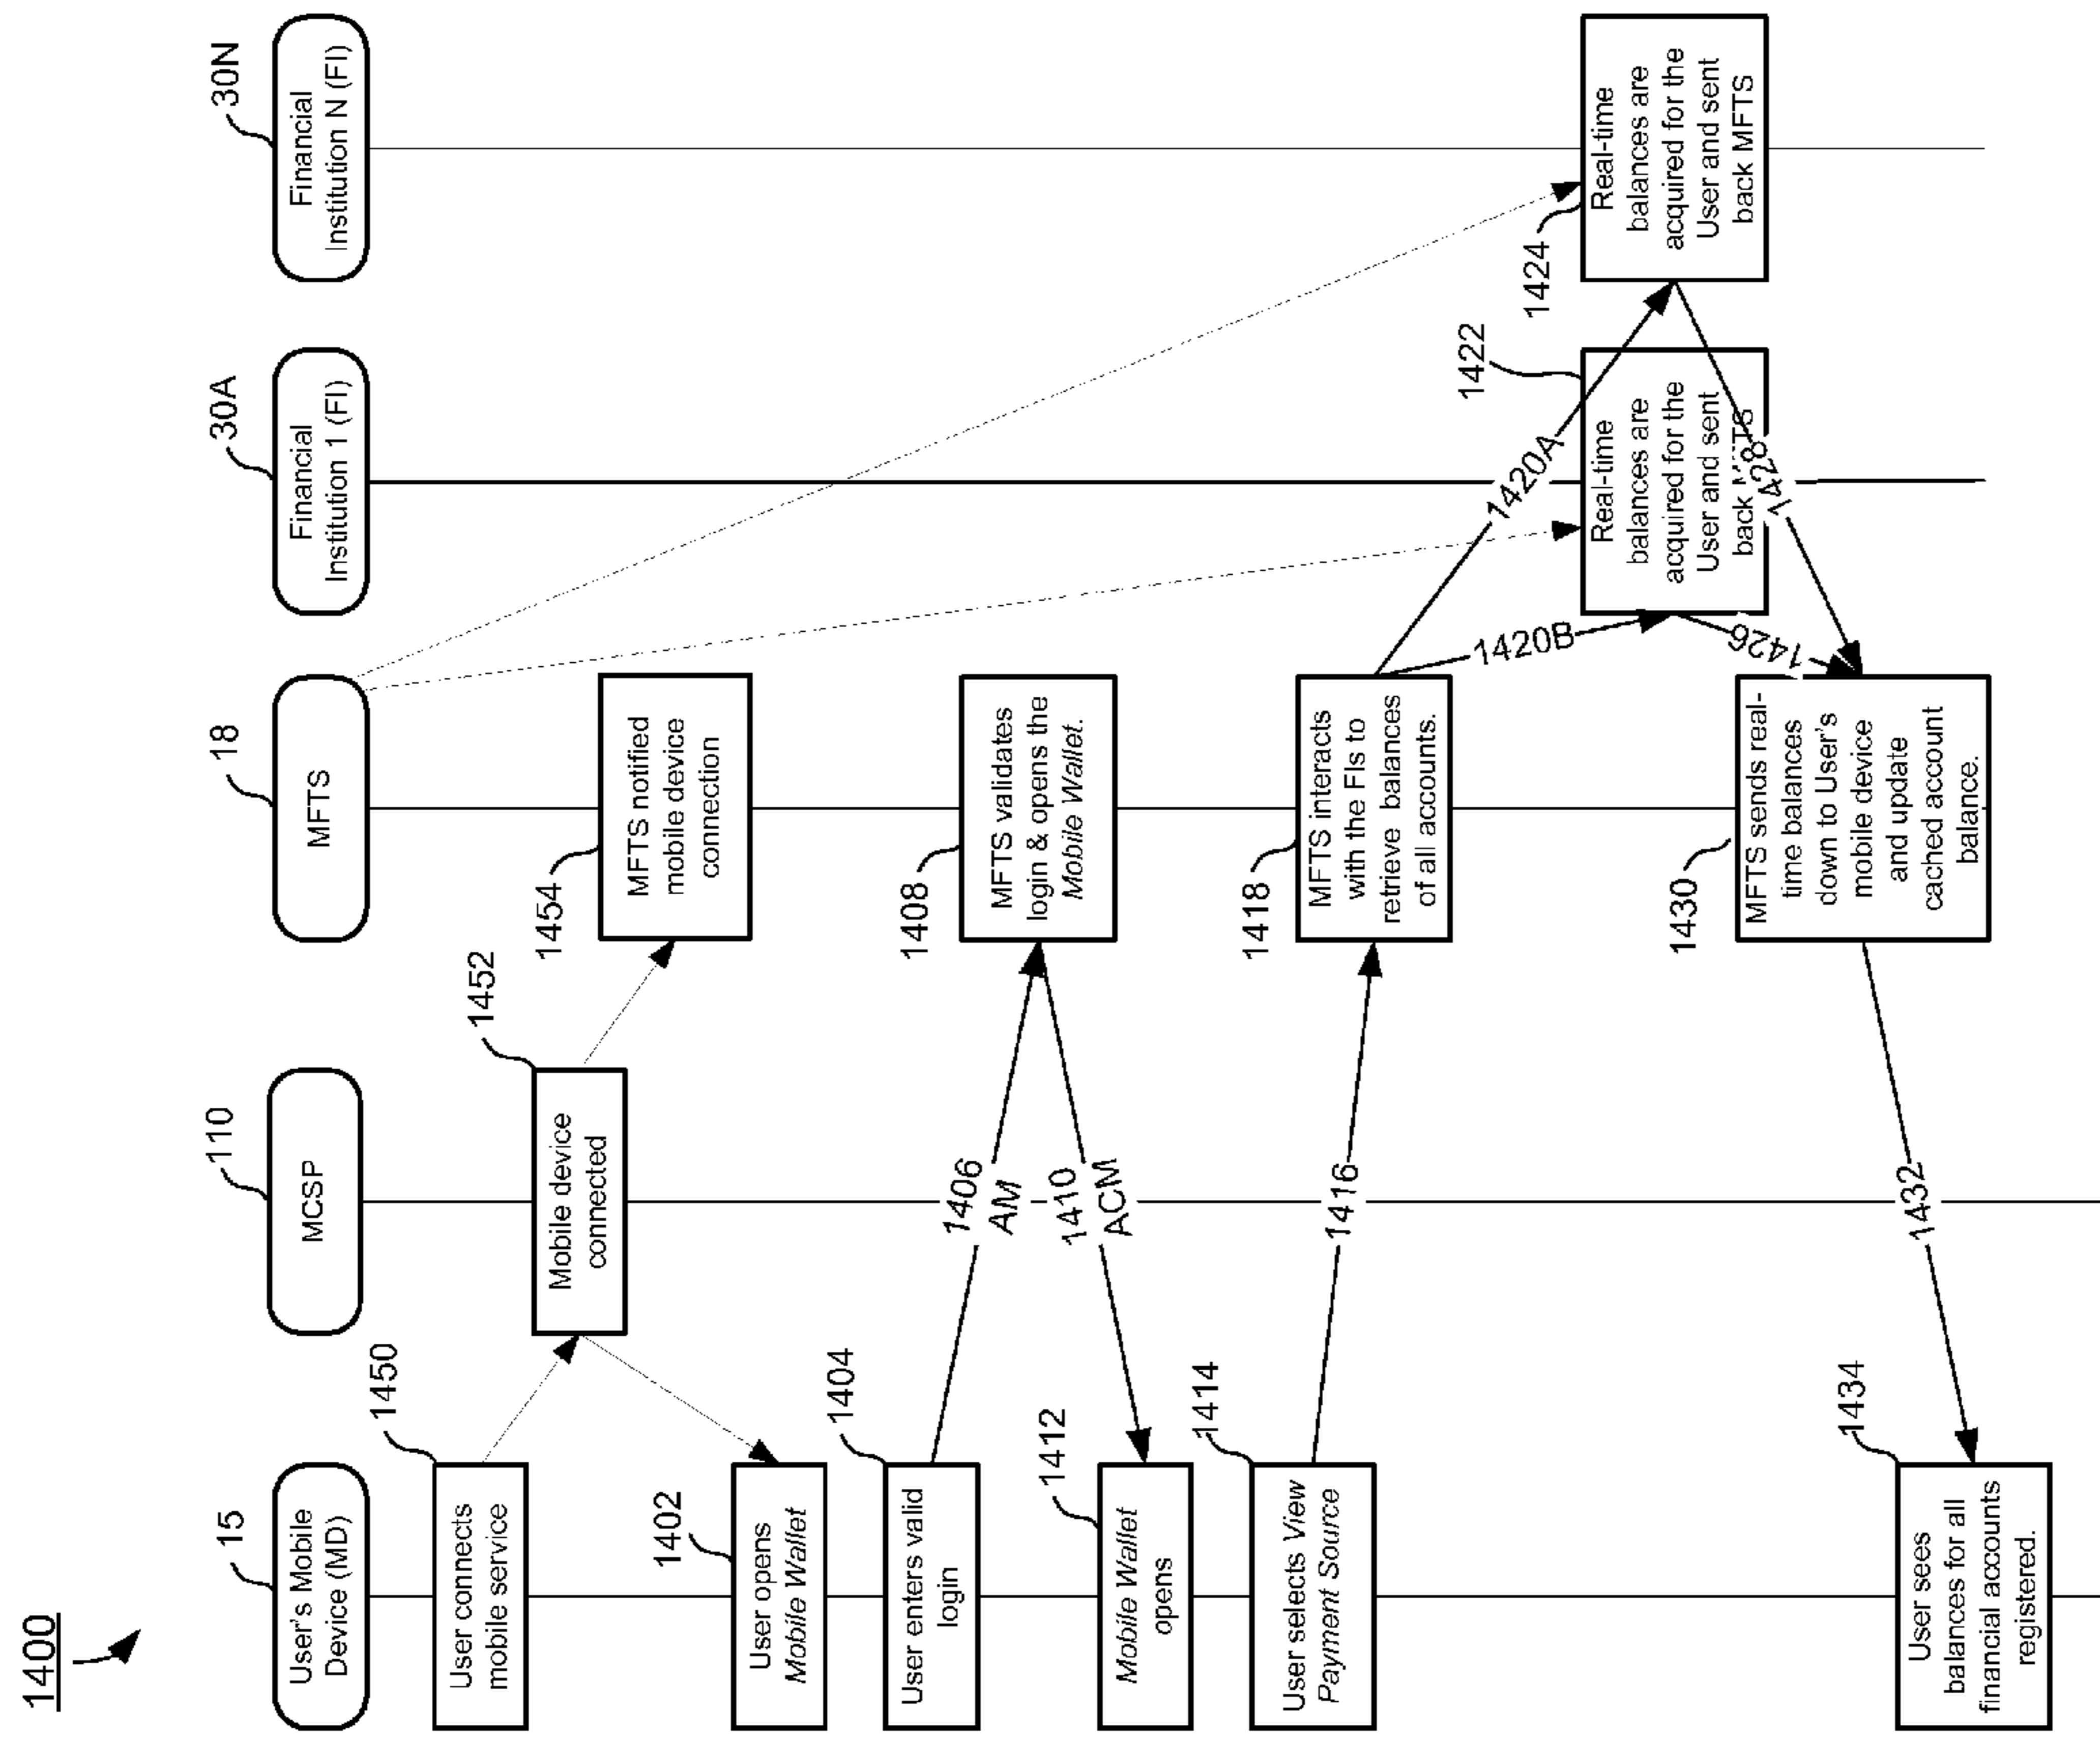 1400
15
User's Mobile
Device (MD)
110
MCSP
18
MFTS
30A
Financial
Institution 1 (FI)
30N
Financial
Institution N (FI)
1450
User connects
mobile service
1452
Mobile device
connected
1454
MFTS notified
mobile device
connection
1402
User opens
Mobile Wallet
1404
User enters valid
login
1406
AM
1408
MFTS validates
login & opens the
Mobile Wallet.
1410
ACM
1412
Mobile Wallet
opens
1414
User selects View
Payment Source
1416
1418
MFTS interacts
with the FIs to
retrieve balances
of all accounts.
1420A
1420B
1422
Real-time
balances are
acquired for the
User and sent
back MFTS
1424
Real-time
balances are
acquired for the
User and sent
back MFTS
1426
1428
1430
MFTS sends real-
time balances
down to User's
mobile device
and update
cached account
balance.
1432
1434
User sees
balances for all
financial accounts
registered.